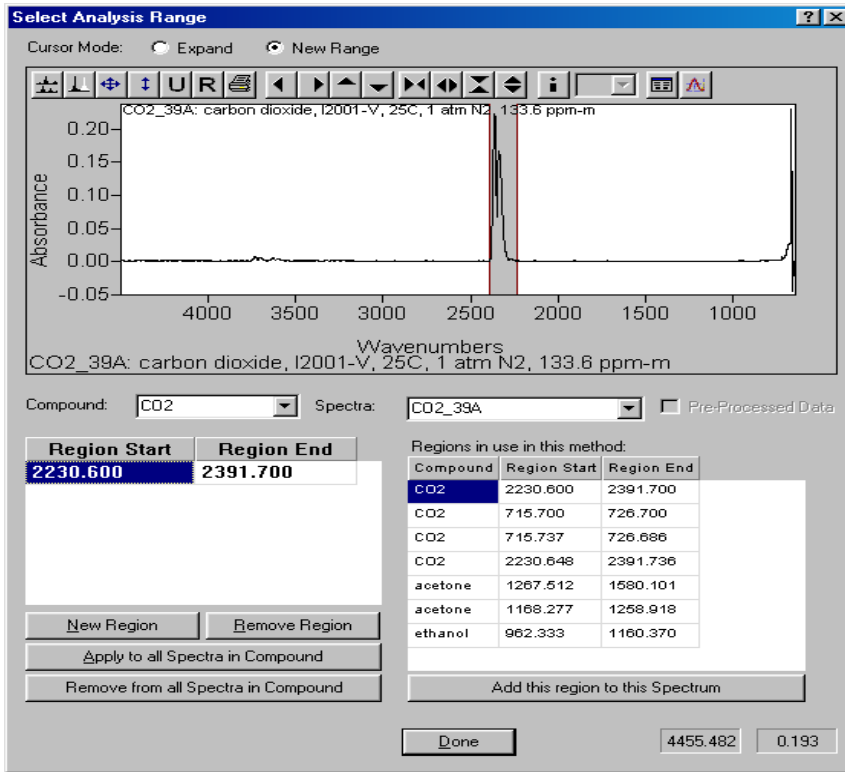 Select Analysis Range
Cursor Mode: Expand New Range
U R i
CO2_39A: carbon dioxide, I2001-V, 25C, 1 atm N2, 133.6 ppm-m
0.20
0.15
0.10
0.05
0.00
-0.05
Absorbance
4000 3500 3000 2500 2000 1500 1000
Wavenumbers
CO2_39A: carbon dioxide, I2001-V, 25C, 1 atm N2, 133.6 ppm-m
Compound: CO2 Spectra: CO2_39A Pre-Processed Data
Region Start Region End
2230.600 2391.700
New Region Remove Region
Apply to all Spectra in Compound
Remove from all Spectra in Compound
Regions in use in this method:
Compound Region Start Region End
CO2 2230.600 2391.700
CO2 715.700 726.700
CO2 715.737 726.686
CO2 2230.648 2391.736
acetone 1267.512 1580.101
acetone 1168.277 1258.918
ethanol 962.333 1160.370
Add this region to this Spectrum
Done 4455.482 0.193